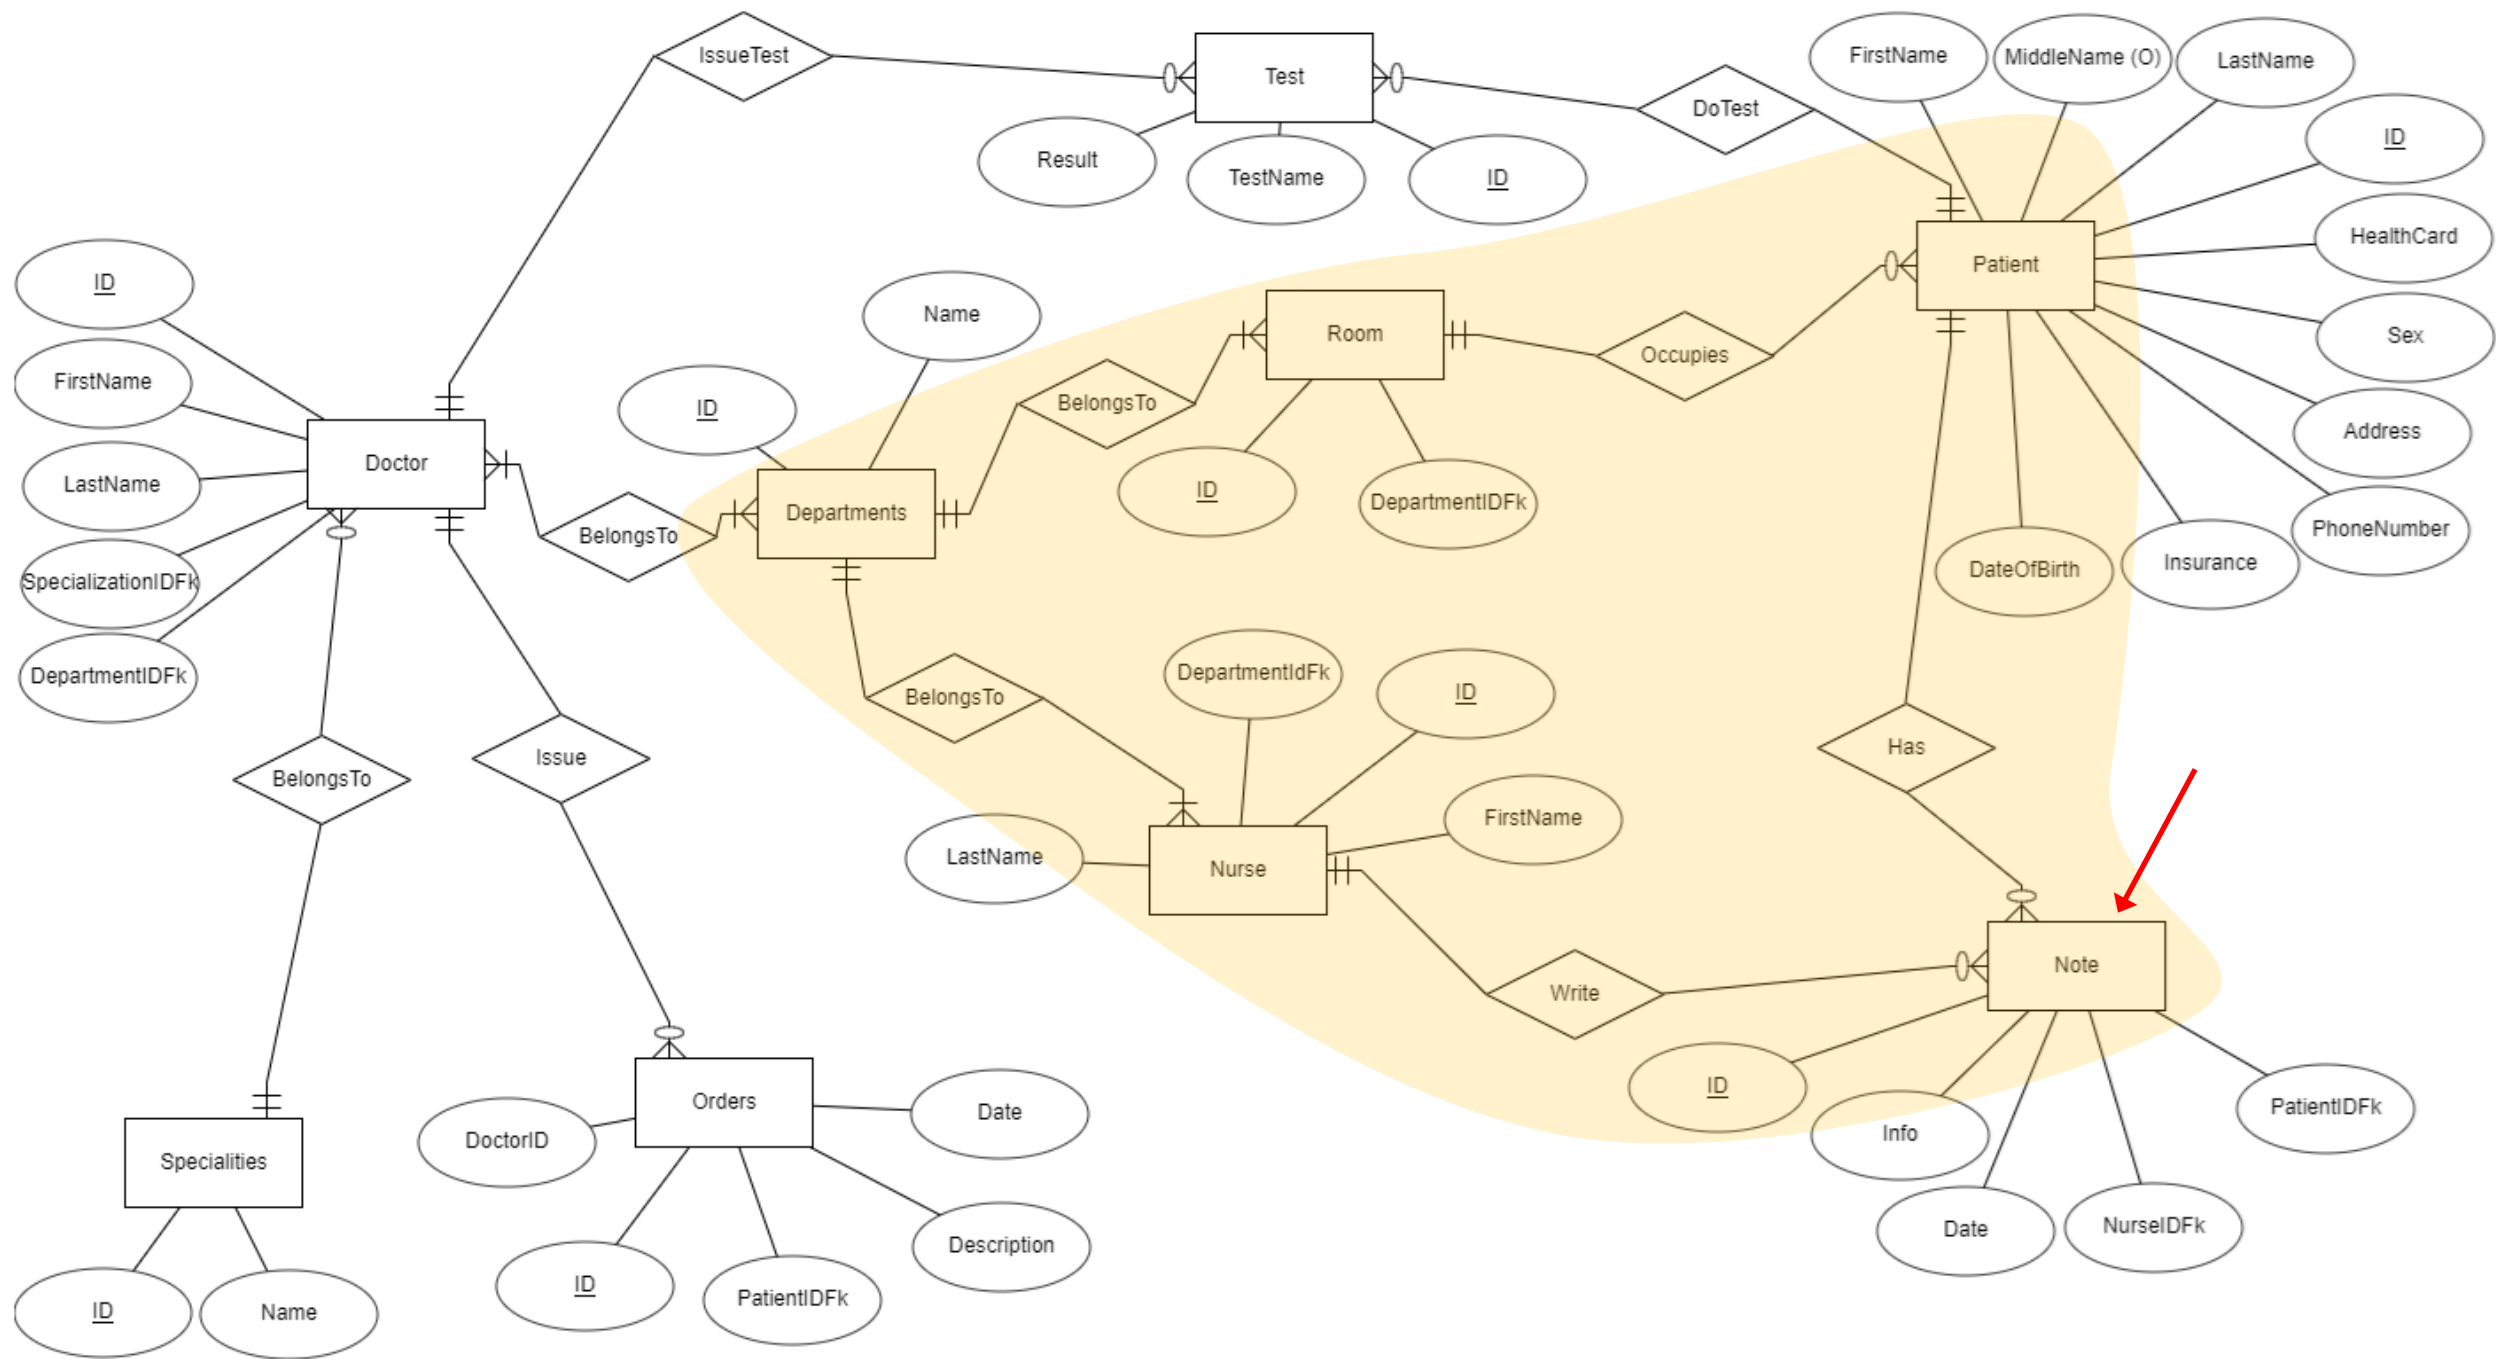 IssueTest
Test
FirstName
MiddleName (O)
LastName
DoTest
Result
TestName
ID
ID
HealthCard
Patient
Sex
Address
PhoneNumber
Insurance
DateOfBirth
ID
FirstName
LastName
SpecializationIDFk
DepartmentIDFk
Doctor
Name
ID
Departments
BelongsTo
BelongsTo
Room
Occupies
ID
DepartmentIDFk
BelongsTo
DepartmentIdFk
ID
FirstName
LastName
Nurse
Has
Write
Note
ID
Info
Date
NurseIDFk
PatientIDFk
BelongsTo
Issue
Orders
DoctorID
Date
Description
ID
PatientIDFk
Specialities
ID
Name